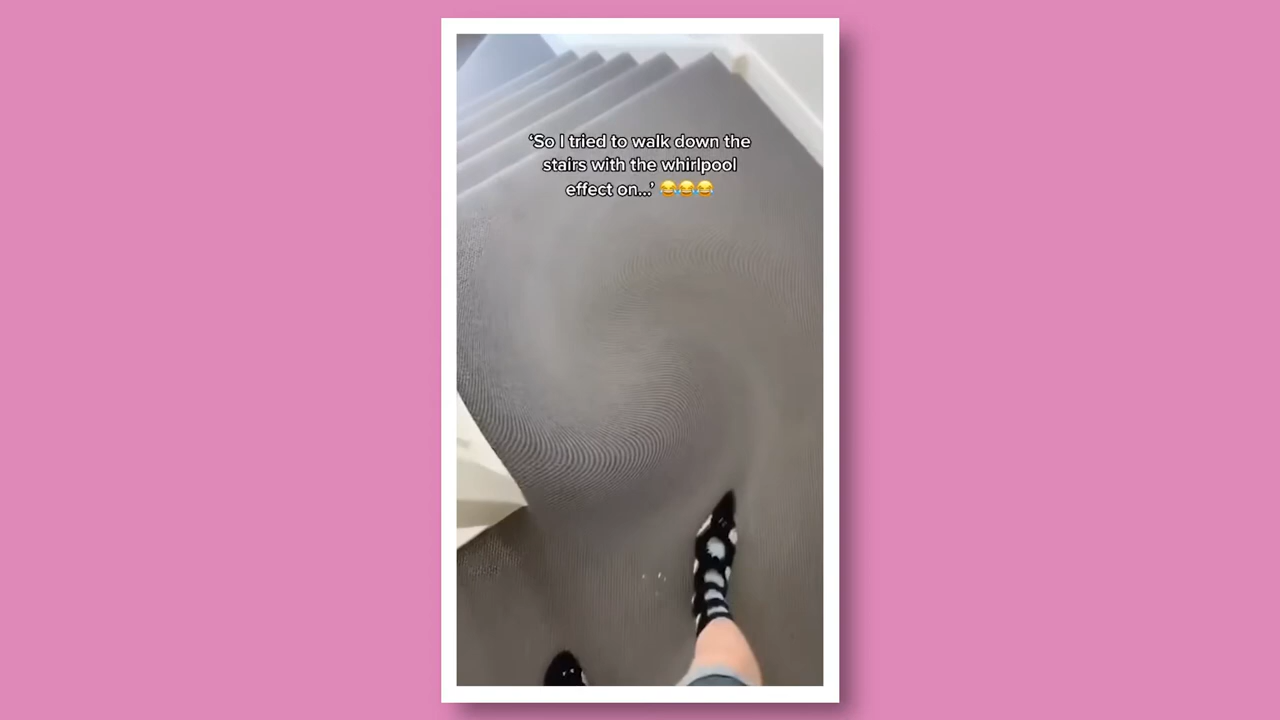 ‘So I tried to walk down the
stairs with the whirlpool
effect on...’ 😂😂😂